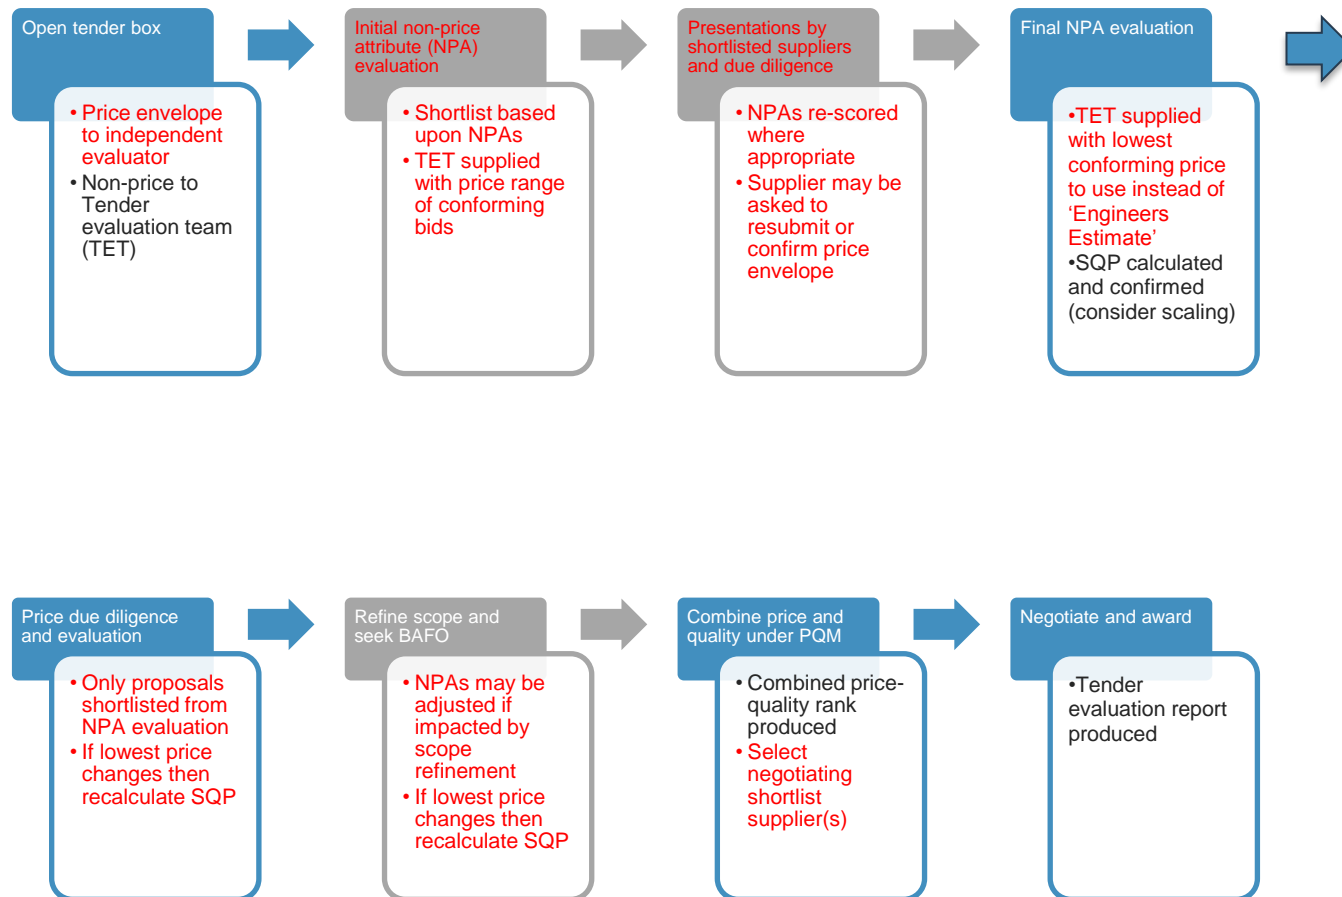 Open tender box
• Price envelope
to independent
evaluator
• Non-price to
Tender
evaluation team
(TET)
Initial non-price
attribute (NPA)
evaluation
• Shortlist based
upon NPAs
• TET supplied
with price range
of conforming
bids
Presentations by
shortlisted suppliers
and due diligence
• NPAs re-scored
where
appropriate
• Supplier may be
asked to
resubmit or
confirm price
envelope
Final NPA evaluation
•TET supplied
with lowest
conforming price
to use instead of
‘Engineers
Estimate’
•SQP calculated
and confirmed
(consider scaling)
Price due diligence
and evaluation
• Only proposals
shortlisted from
NPA evaluation
• If lowest price
changes then
recalculate SQP
Refine scope and
seek BAFO
• NPAs may be
adjusted if
impacted by
scope
refinement
• If lowest price
changes then
recalculate SQP
Combine price and
quality under PQM
• Combined price-
quality rank
produced
• Select
negotiating
shortlist
supplier(s)
Negotiate and award
•Tender
evaluation report
produced